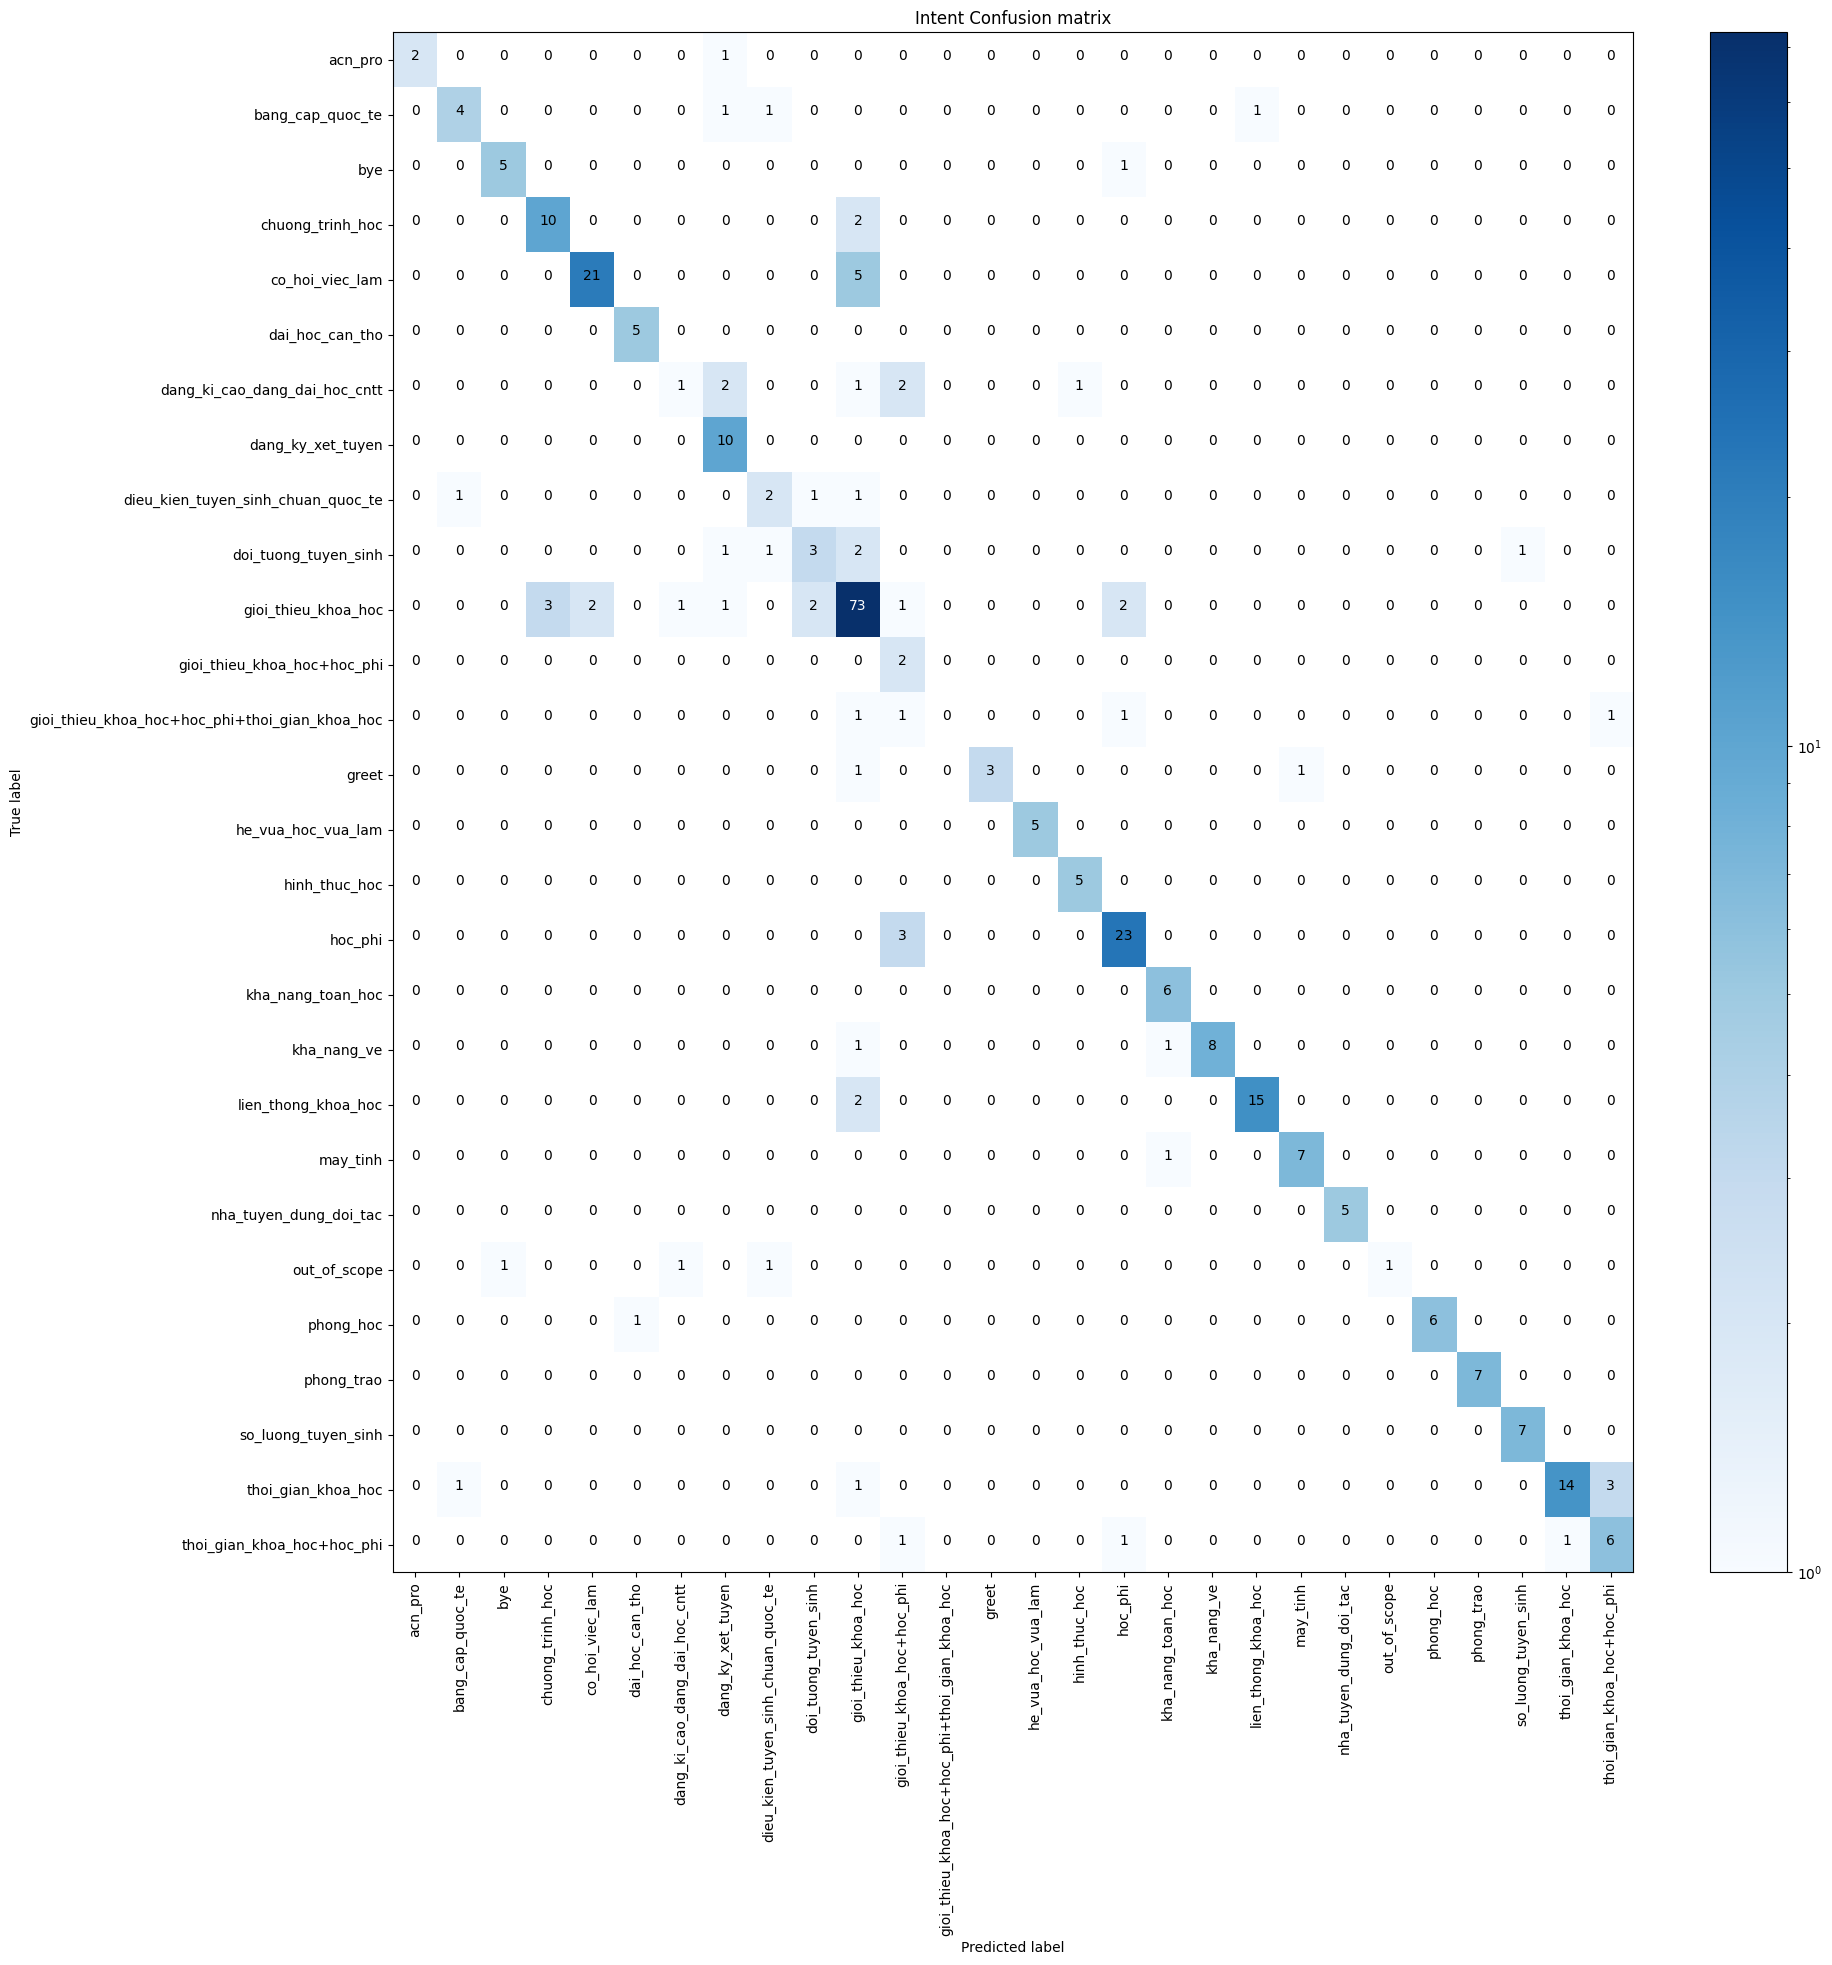 Intent Confusion matrix
acn_pro 2 0 0 0 0 0 0 1 0 0 0 0 0 0 0 0 0 0 0 0 0 0 0 0 0 0 0 0
bang_cap_quoc_te 0 4 0 0 0 0 0 1 1 0 0 0 0 0 0 0 0 0 0 1 0 0 0 0 0 0 0 0
bye 0 0 5 0 0 0 0 0 0 0 0 0 0 0 0 0 1 0 0 0 0 0 0 0 0 0 0 0
chuong_trinh_hoc 0 0 0 10 0 0 0 0 0 0 2 0 0 0 0 0 0 0 0 0 0 0 0 0 0 0 0 0
co_hoi_viec_lam 0 0 0 0 21 0 0 0 0 0 5 0 0 0 0 0 0 0 0 0 0 0 0 0 0 0 0 0
dai_hoc_can_tho 0 0 0 0 0 5 0 0 0 0 0 0 0 0 0 0 0 0 0 0 0 0 0 0 0 0 0 0
dang_ki_cao_dang_dai_hoc_cntt 0 0 0 0 0 0 1 2 0 0 1 2 0 0 0 1 0 0 0 0 0 0 0 0 0 0 0 0
dang_ky_xet_tuyen 0 0 0 0 0 0 0 10 0 0 0 0 0 0 0 0 0 0 0 0 0 0 0 0 0 0 0 0
dieu_kien_tuyen_sinh_chuan_quoc_te 0 1 0 0 0 0 0 0 2 1 1 0 0 0 0 0 0 0 0 0 0 0 0 0 0 0 0 0
doi_tuong_tuyen_sinh 0 0 0 0 0 0 0 1 1 3 2 0 0 0 0 0 0 0 0 0 0 0 0 0 0 1 0 0
gioi_thieu_khoa_hoc 0 0 0 3 2 0 1 1 0 2 73 1 0 0 0 0 2 0 0 0 0 0 0 0 0 0 0 0
gioi_thieu_khoa_hoc+hoc_phi 0 0 0 0 0 0 0 0 0 0 0 2 0 0 0 0 0 0 0 0 0 0 0 0 0 0 0 0
gioi_thieu_khoa_hoc+hoc_phi+thoi_gian_khoa_hoc 0 0 0 0 0 0 0 0 0 0 1 1 0 0 0 0 1 0 0 0 0 0 0 0 0 0 0 1
greet 0 0 0 0 0 0 0 0 0 0 1 0 0 3 0 0 0 0 0 0 1 0 0 0 0 0 0 0
he_vua_hoc_vua_lam 0 0 0 0 0 0 0 0 0 0 0 0 0 0 5 0 0 0 0 0 0 0 0 0 0 0 0 0
hinh_thuc_hoc 0 0 0 0 0 0 0 0 0 0 0 0 0 0 0 5 0 0 0 0 0 0 0 0 0 0 0 0
hoc_phi 0 0 0 0 0 0 0 0 0 0 0 3 0 0 0 0 23 0 0 0 0 0 0 0 0 0 0 0
kha_nang_toan_hoc 0 0 0 0 0 0 0 0 0 0 0 0 0 0 0 0 0 6 0 0 0 0 0 0 0 0 0 0
kha_nang_ve 0 0 0 0 0 0 0 0 0 0 1 0 0 0 0 0 0 1 8 0 0 0 0 0 0 0 0 0
lien_thong_khoa_hoc 0 0 0 0 0 0 0 0 0 0 2 0 0 0 0 0 0 0 0 15 0 0 0 0 0 0 0 0
may_tinh 0 0 0 0 0 0 0 0 0 0 0 0 0 0 0 0 0 1 0 0 7 0 0 0 0 0 0 0
nha_tuyen_dung_doi_tac 0 0 0 0 0 0 0 0 0 0 0 0 0 0 0 0 0 0 0 0 0 5 0 0 0 0 0 0
out_of_scope 0 0 1 0 0 0 1 0 1 0 0 0 0 0 0 0 0 0 0 0 0 0 1 0 0 0 0 0
phong_hoc 0 0 0 0 0 1 0 0 0 0 0 0 0 0 0 0 0 0 0 0 0 0 0 6 0 0 0 0
phong_trao 0 0 0 0 0 0 0 0 0 0 0 0 0 0 0 0 0 0 0 0 0 0 0 0 7 0 0 0
so_luong_tuyen_sinh 0 0 0 0 0 0 0 0 0 0 0 0 0 0 0 0 0 0 0 0 0 0 0 0 0 7 0 0
thoi_gian_khoa_hoc 0 1 0 0 0 0 0 0 0 0 1 0 0 0 0 0 0 0 0 0 0 0 0 0 0 0 14 3
thoi_gian_khoa_hoc+hoc_phi 0 0 0 0 0 0 0 0 0 0 0 1 0 0 0 0 1 0 0 0 0 0 0 0 0 0 1 6
True label
acn_pro
bang_cap_quoc_te
bye
chuong_trinh_hoc
co_hoi_viec_lam
dai_hoc_can_tho
dang_ki_cao_dang_dai_hoc_cntt
dang_ky_xet_tuyen
dieu_kien_tuyen_sinh_chuan_quoc_te
doi_tuong_tuyen_sinh
gioi_thieu_khoa_hoc
gioi_thieu_khoa_hoc+hoc_phi
gioi_thieu_khoa_hoc+hoc_phi+thoi_gian_khoa_hoc
greet
he_vua_hoc_vua_lam
hinh_thuc_hoc
hoc_phi
kha_nang_toan_hoc
kha_nang_ve
lien_thong_khoa_hoc
may_tinh
nha_tuyen_dung_doi_tac
out_of_scope
phong_hoc
phong_trao
so_luong_tuyen_sinh
thoi_gian_khoa_hoc
thoi_gian_khoa_hoc+hoc_phi
Predicted label
10¹
10⁰